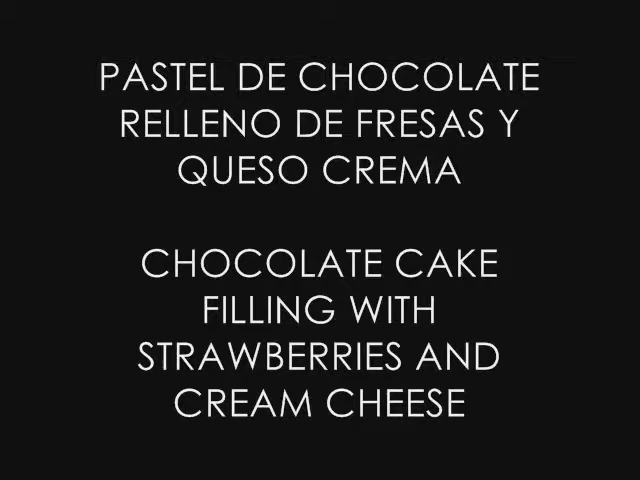 PASTEL DE CHOCOLATE
RELLENO DE FRESAS Y
QUESO CREMA
CHOCOLATE CAKE
FILLING WITH
STRAWBERRIES AND
CREAM CHEESE